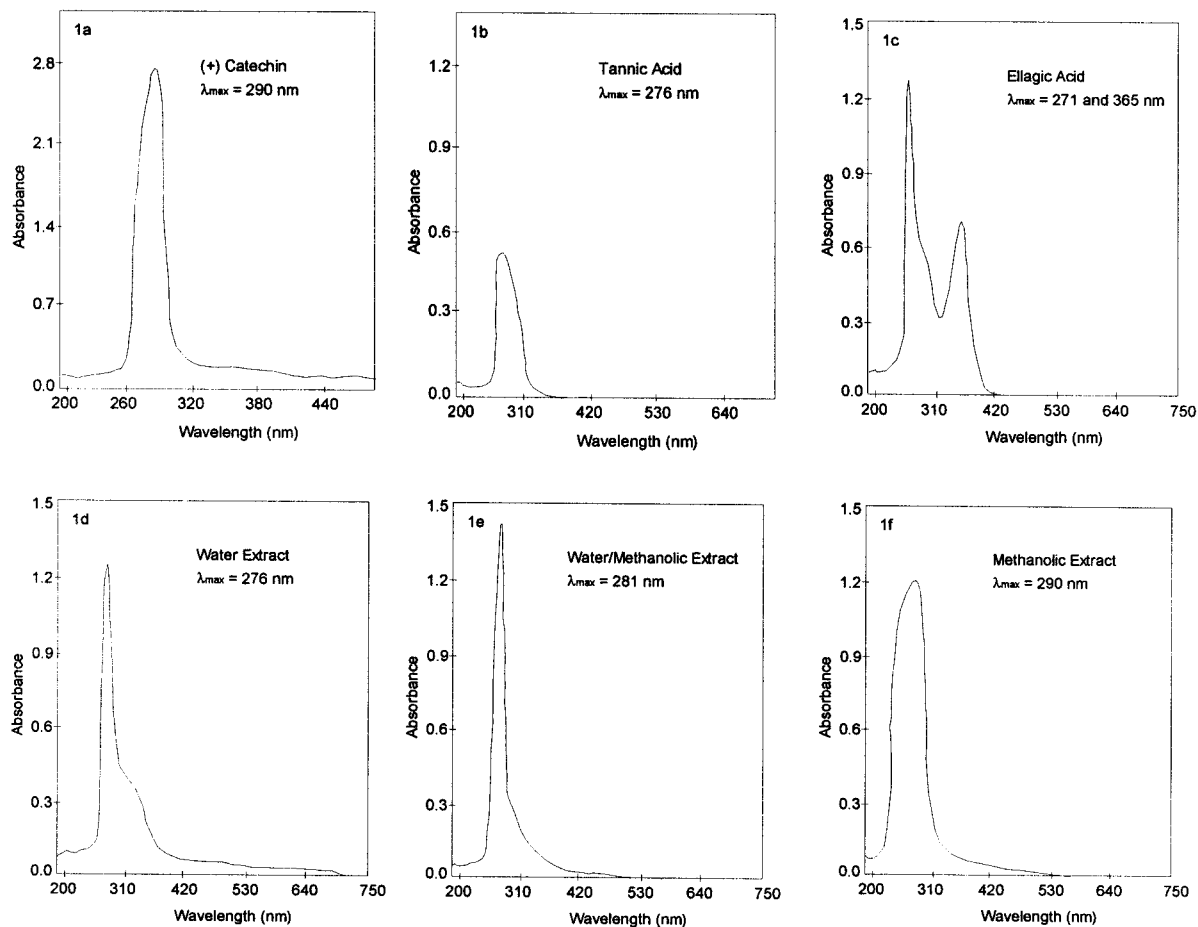 1a
(+) Catechin
λmax = 290 nm
2.8
2.1
1.4
0.7
0.0
Absorbance
200 260 320 380 440
Wavelength (nm)
1b
Tannic Acid
λmax = 276 nm
1.2
0.9
0.6
0.3
0.0
Absorbance
200 310 420 530 640
Wavelength (nm)
1c
Ellagic Acid
λmax = 271 and 365 nm
1.5
1.2
0.9
0.6
0.3
0.0
Absorbance
200 310 420 530 640 750
Wavelength (nm)
1d
Water Extract
λmax = 276 nm
1.5
1.2
0.9
0.6
0.3
0.0
Absorbance
200 310 420 530 640 750
Wavelength (nm)
1e
Water/Methanolic Extract
λmax = 281 nm
1.5
1.2
0.9
0.6
0.3
0.0
Absorbance
200 310 420 530 640 750
Wavelength (nm)
1f
Methanolic Extract
λmax = 290 nm
1.5
1.2
0.9
0.6
0.3
0.0
Absorbance
200 310 420 530 640 750
Wavelength (nm)